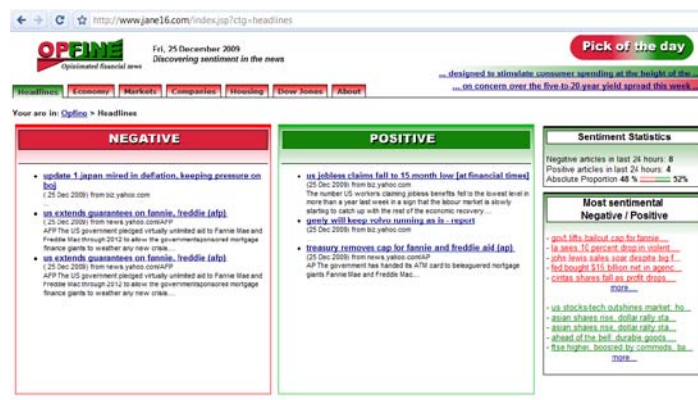 http://www.jane16.com/index.jsp?ctg=headlines
OPFINE
Opinionated financial news
Fri, 25 December 2009
Discovering sentiment in the news
Pick of the day
... designed to stimulate consumer spending at the height of the ...
... on concern over the five-to-20-year yield spread this week ...
Headlines Economy Markets Companies Housing Dow Jones About
Your are in: Opfine > Headlines
NEGATIVE
update 1 japan mired in deflation, keeping pressure on
boj
( 25 Dec 2009) from biz.yahoo.com
...
us extends guarantees on fannie, freddie (afp)
( 25 Dec 2009) from news.yahoo.com/AFP
AFP The US government pledged virtually unlimited aid to Fannie Mae and
Freddie Mac through 2012 to allow the governmentsponsored mortgage
finance giants to weather any new crisis....
us extends guarantees on fannie, freddie (afp)
( 25 Dec 2009) from news.yahoo.com/AFP
AFP The US government pledged virtually unlimited aid to Fannie Mae and
Freddie Mac through 2012 to allow the governmentsponsored mortgage
finance giants to weather any new crisis....
POSITIVE
us jobless claims fall to 15 month low [at financial times]
(25 Dec 2009) from biz.yahoo.com
The number US workers claiming jobless benefits fell to the lowest level in
more than a year last week in a sign that the labour market is slowly
starting to catch up with the rest of the economic recovery....
geely will keep volvo running as is - report
(25 Dec 2009) from biz.yahoo.com
treasury removes cap for fannie and freddie aid (ap)
(25 Dec 2009) from news.yahoo.com/AP
AP The government has handed its ATM card to beleaguered mortgage
giants Fannie Mae and Freddie Mac....
Sentiment Statistics
Negative articles in last 24 hours: 8
Positive articles in last 24 hours: 4
Absolute Proportion 48 % 52%
Most sentimental
Negative / Positive
- govt lifts bailout cap for fannie....
- la sees 10 percent drop in violent ...
- john lewis sales soar despite big f...
- fed bought $15 billion net in agenc...
- cintas shares fall as profit drops....
more....
- us stocks-tech outshines market, ho...
- asian shares rise, dollar rally sta...
- asian shares rise, dollar rally sta...
- ahead of the bell: durable goods ...
- ftse higher, boosted by commods, ba...
more....